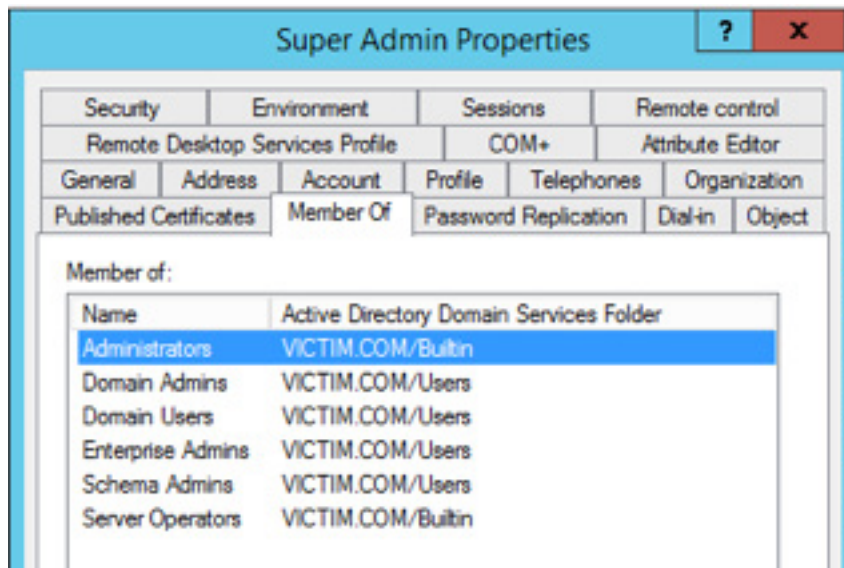 Super Admin Properties
?
x
Security Environment Sessions Remote control
Remote Desktop Services Profile COM+ Attribute Editor
General Address Account Profile Telephones Organization
Published Certificates Member Of Password Replication Dial-in Object
Member of:
Name Active Directory Domain Services Folder
Administrators VICTIM.COM/Builtin
Domain Admins VICTIM.COM/Users
Domain Users VICTIM.COM/Users
Enterprise Admins VICTIM.COM/Users
Schema Admins VICTIM.COM/Users
Server Operators VICTIM.COM/Builtin